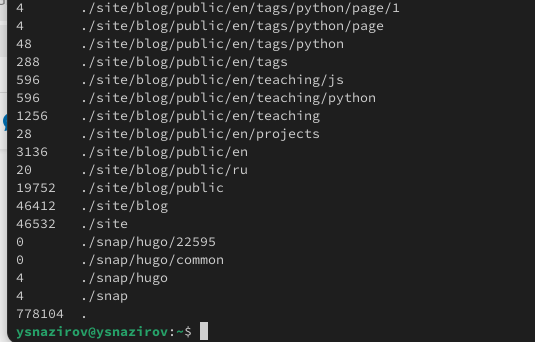 4 ./site/blog/public/en/tags/python/page/1
4 ./site/blog/public/en/tags/python/page
48 ./site/blog/public/en/tags/python
288 ./site/blog/public/en/tags
596 ./site/blog/public/en/teaching/js
596 ./site/blog/public/en/teaching/python
1256 ./site/blog/public/en/teaching
28 ./site/blog/public/en/projects
3136 ./site/blog/public/en
20 ./site/blog/public/ru
19752 ./site/blog/public
46412 ./site/blog
46532 ./site
0 ./snap/hugo/22595
0 ./snap/hugo/common
4 ./snap/hugo
4 ./snap
778104 .
ysnazirov@ysnazirov:~$